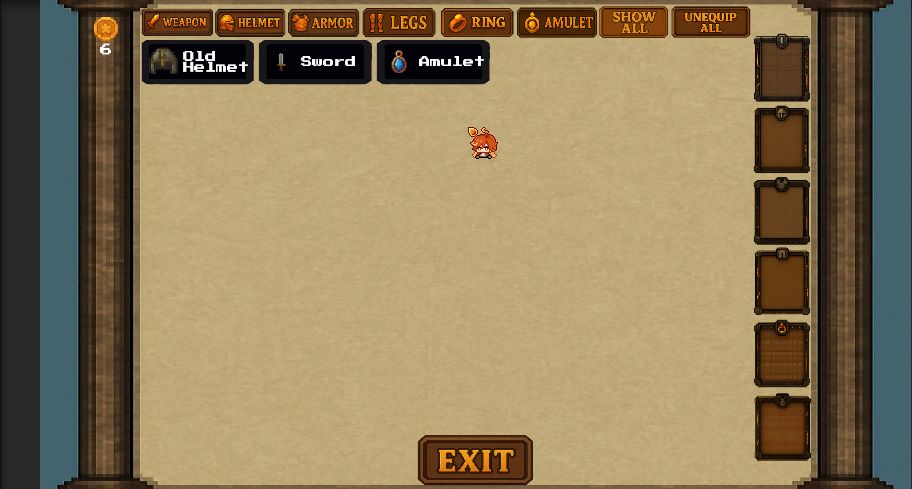 WEAPON
HELMET
ARMOR
LEGS
RING
AMULET
SHOW
ALL
UNEQUIP
ALL
6
Old
Helmet
Sword
Amulet
EXIT